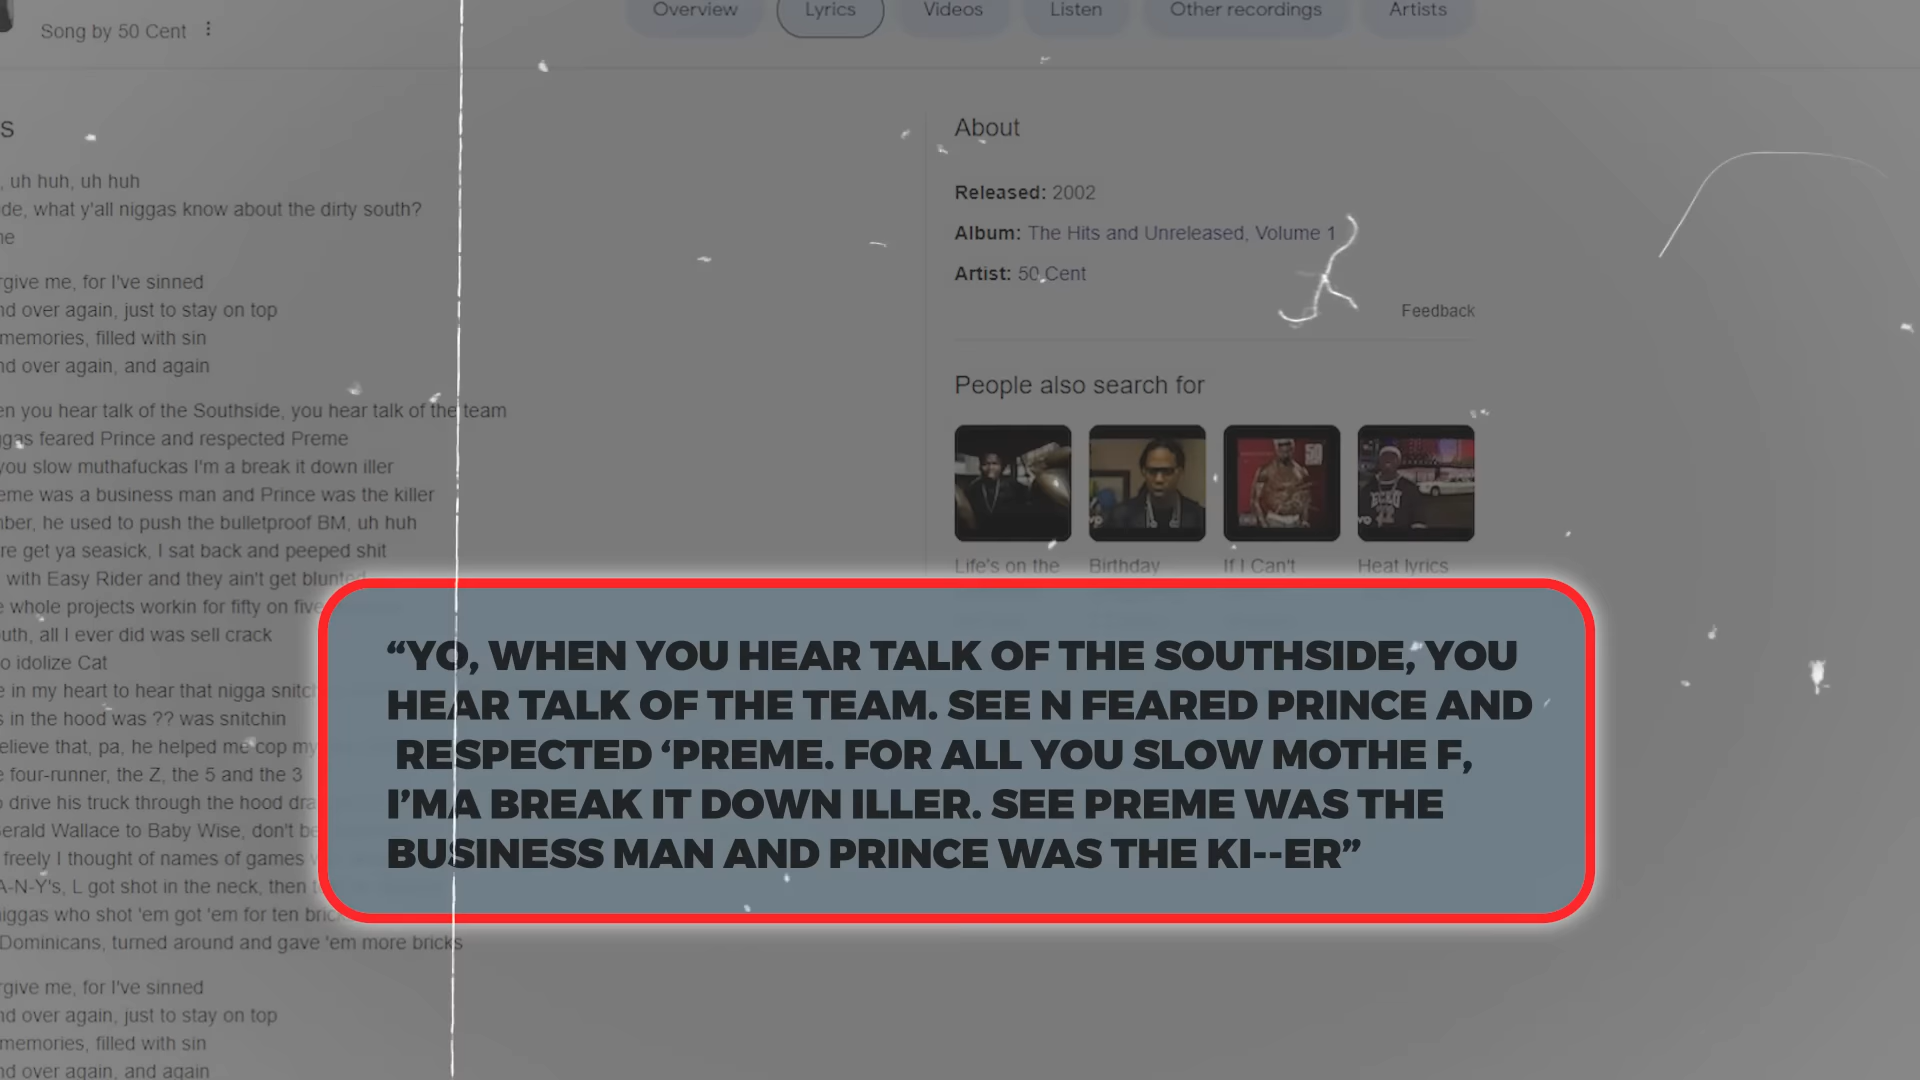 Song by 50 Cent
Overview
Lyrics
Videos
Listen
Other recordings
Artists
s
, uh huh, uh huh
de, what y'all niggas know about the dirty south?
ne
rgive me, for I've sinned
nd over again, just to stay on top
memories, filled with sin
nd over again, and again
en you hear talk of the Southside, you hear talk of the team
ggas feared Prince and respected Preme
you slow muthafuckas I'm a break it down iller
eme was a business man and Prince was the killer
nber, he used to push the bulletproof BM, uh huh
re get ya seasick, I sat back and peeped shit
with Easy Rider and they ain't get blunted
e whole projects workin for fifty on five
outh, all I ever did was sell crack
o idolize Cat
e in my heart to hear that nigga snitch
s in the hood was ?? was snitchin
elieve that, pa, he helped me cop my
e four-runner, the Z, the 5 and the 3
o drive his truck through the hood dra
Gerald Wallace to Baby Wise, don't be
freely I thought of names of games
A-N-Y's, L got shot in the neck, then
niggas who shot 'em got 'em for ten bric
Dominicans, turned around and gave 'em more bricks
rgive me, for I've sinned
nd over again, just to stay on top
memories, filled with sin
nd over again, and again
About
Released: 2002
Album: The Hits and Unreleased, Volume 1
Artist: 50 Cent
Feedback
People also search for
Life's on the
Birthday
If I Can't
Heat lyrics
“YO, WHEN YOU HEAR TALK OF THE SOUTHSIDE, YOU
HEAR TALK OF THE TEAM. SEE N FEARED PRINCE AND
RESPECTED ‘PREME. FOR ALL YOU SLOW MOTHE F,
I’MA BREAK IT DOWN ILLER. SEE PREME WAS THE
BUSINESS MAN AND PRINCE WAS THE KI--ER”